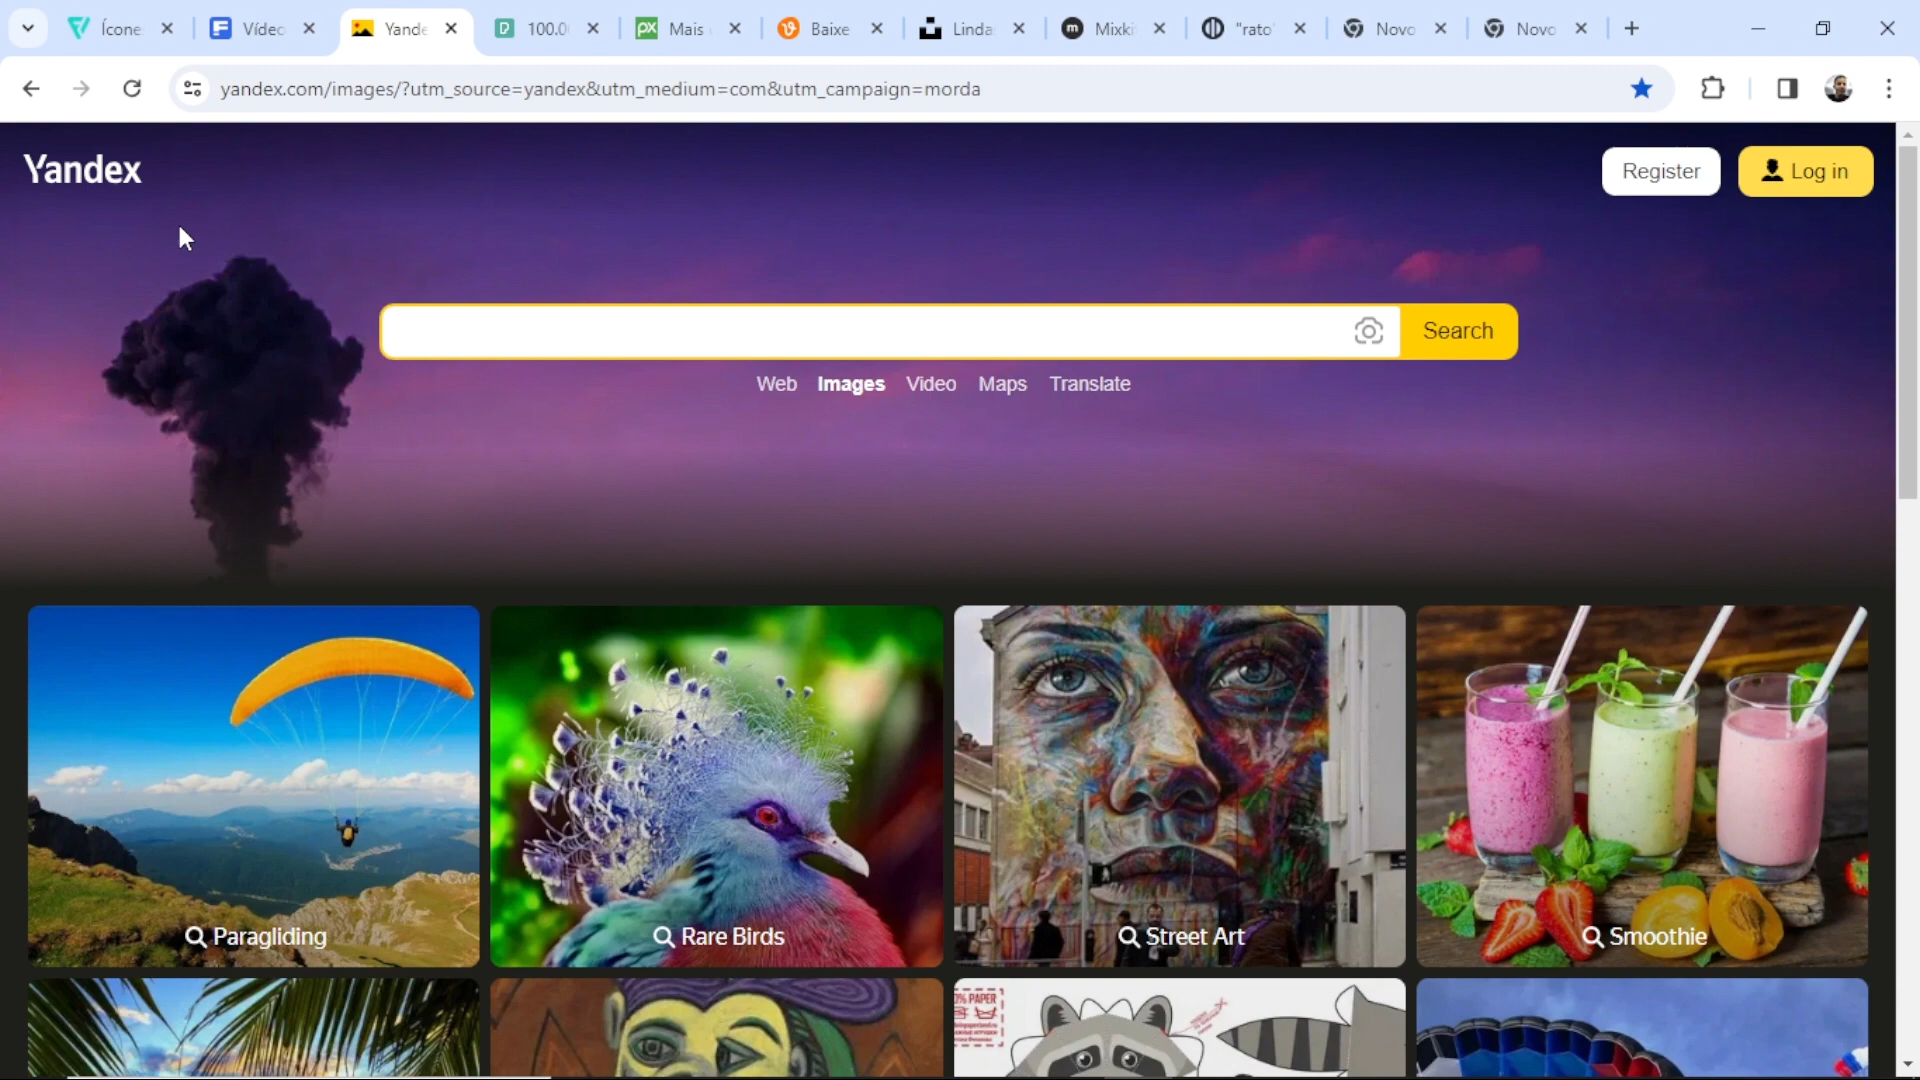 Ícone
Vídeo
Yande
100.0
Mais
Baixe
Linda
Mixki
"rato"
Novo
Novo
yandex.com/images/?utm_source=yandex&utm_medium=com&utm_campaign=morda
Yandex
Register
Log in
Search
Web Images Video Maps Translate
Paragliding
Rare Birds
Street Art
Smoothie
% PAPER